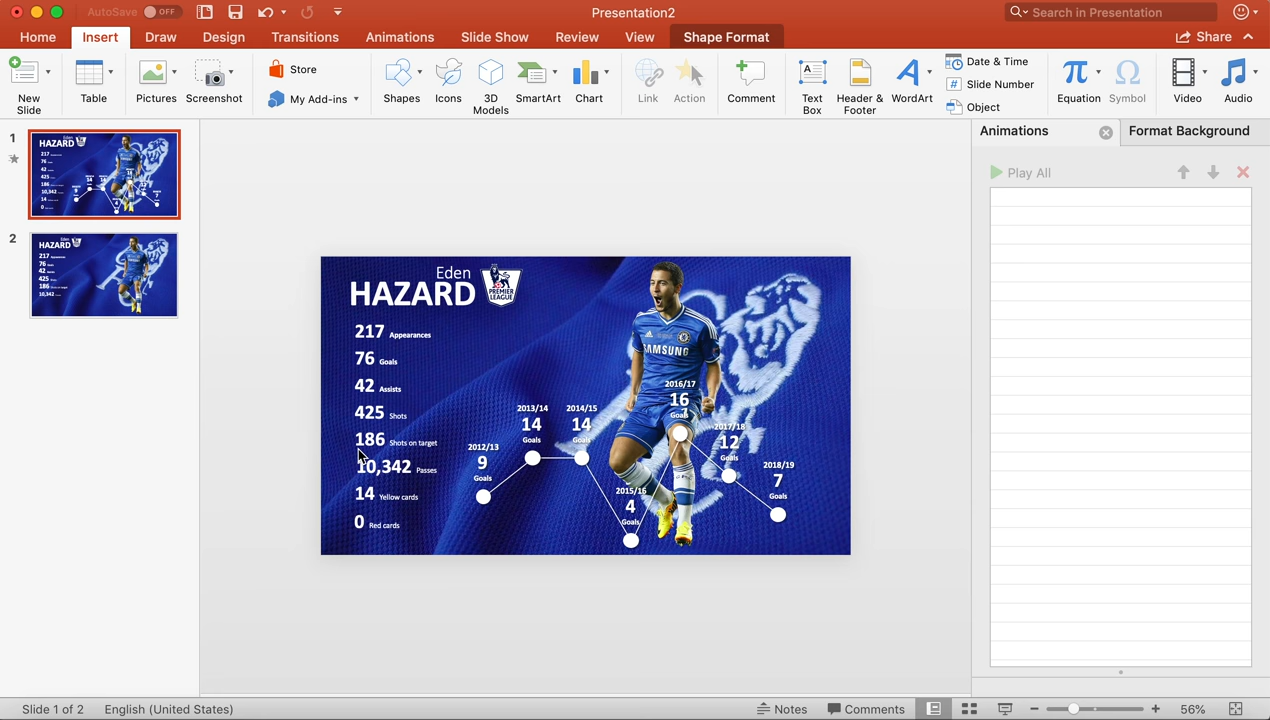 AutoSave OFF
Presentation2
Search in Presentation
Home Insert Draw Design Transitions Animations Slide Show Review View Shape Format
Share
New Slide
Table
Pictures
Screenshot
Store
My Add-ins
Shapes
Icons
3D Models
SmartArt
Chart
Link
Action
Comment
Text Box
Header & Footer
WordArt
Date & Time
Slide Number
Object
Equation
Symbol
Video
Audio
1
2
Eden
HAZARD
PREMIER LEAGUE
217 Appearances
76 Goals
42 Assists
425 Shots
186 Shots on target
10,342 Passes
14 Yellow cards
0 Red cards
SAMSUNG
2012/13
9
Goals
2013/14
14
Goals
2014/15
14
Goals
2015/16
4
Goals
2016/17
16
Goals
2017/18
12
Goals
2018/19
7
Goals
Animations
Format Background
Play All
Slide 1 of 2
English (United States)
Notes
Comments
56%